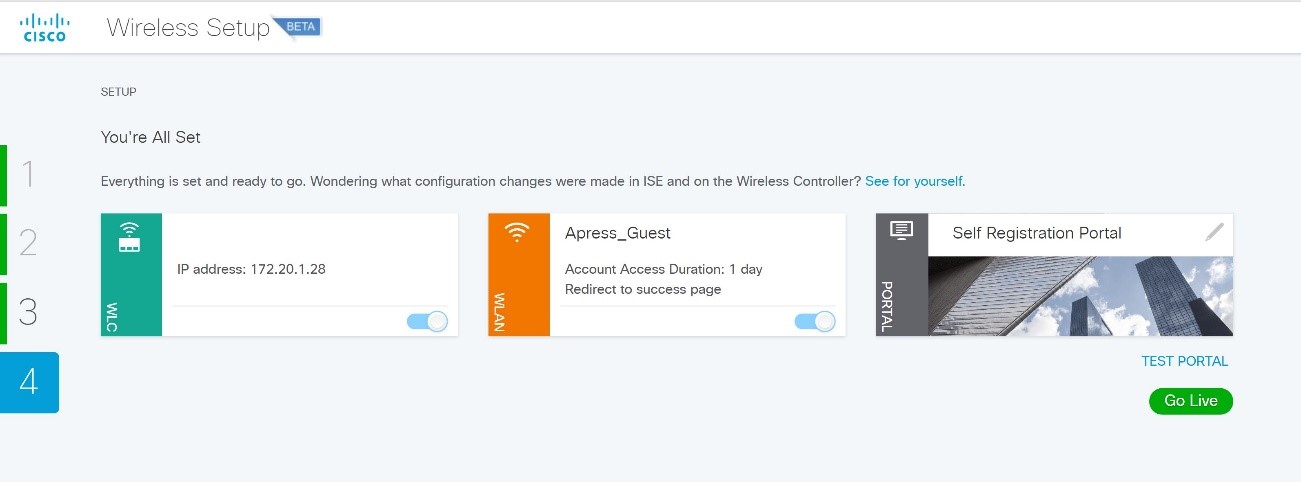 CISCO
Wireless Setup BETA
SETUP
You're All Set
Everything is set and ready to go. Wondering what configuration changes were made in ISE and on the Wireless Controller? See for yourself.
1
2
3
4
WLC
IP address: 172.20.1.28
WLAN
Apress_Guest
Account Access Duration: 1 day
Redirect to success page
PORTAL
Self Registration Portal
TEST PORTAL
Go Live